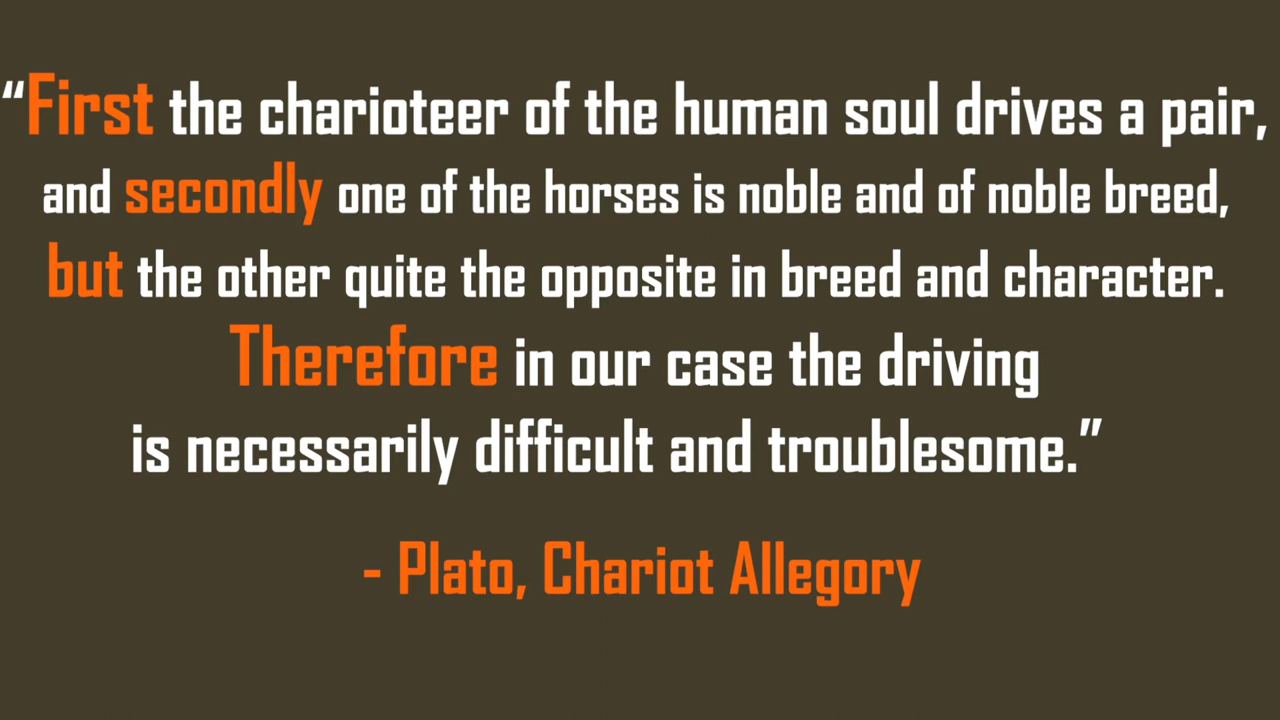 “First the charioteer of the human soul drives a pair,
and secondly one of the horses is noble and of noble breed,
but the other quite the opposite in breed and character.
Therefore in our case the driving
is necessarily difficult and troublesome.”
- Plato, Chariot Allegory